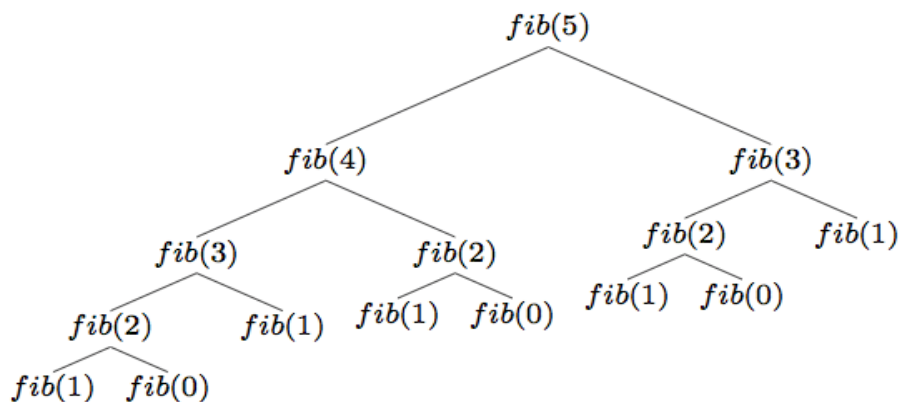 fib(5)
fib(4) fib(3)
fib(2) fib(1)
fib(3) fib(2)
fib(1) fib(0)
fib(2) fib(1) fib(1) fib(0)
fib(1) fib(0)